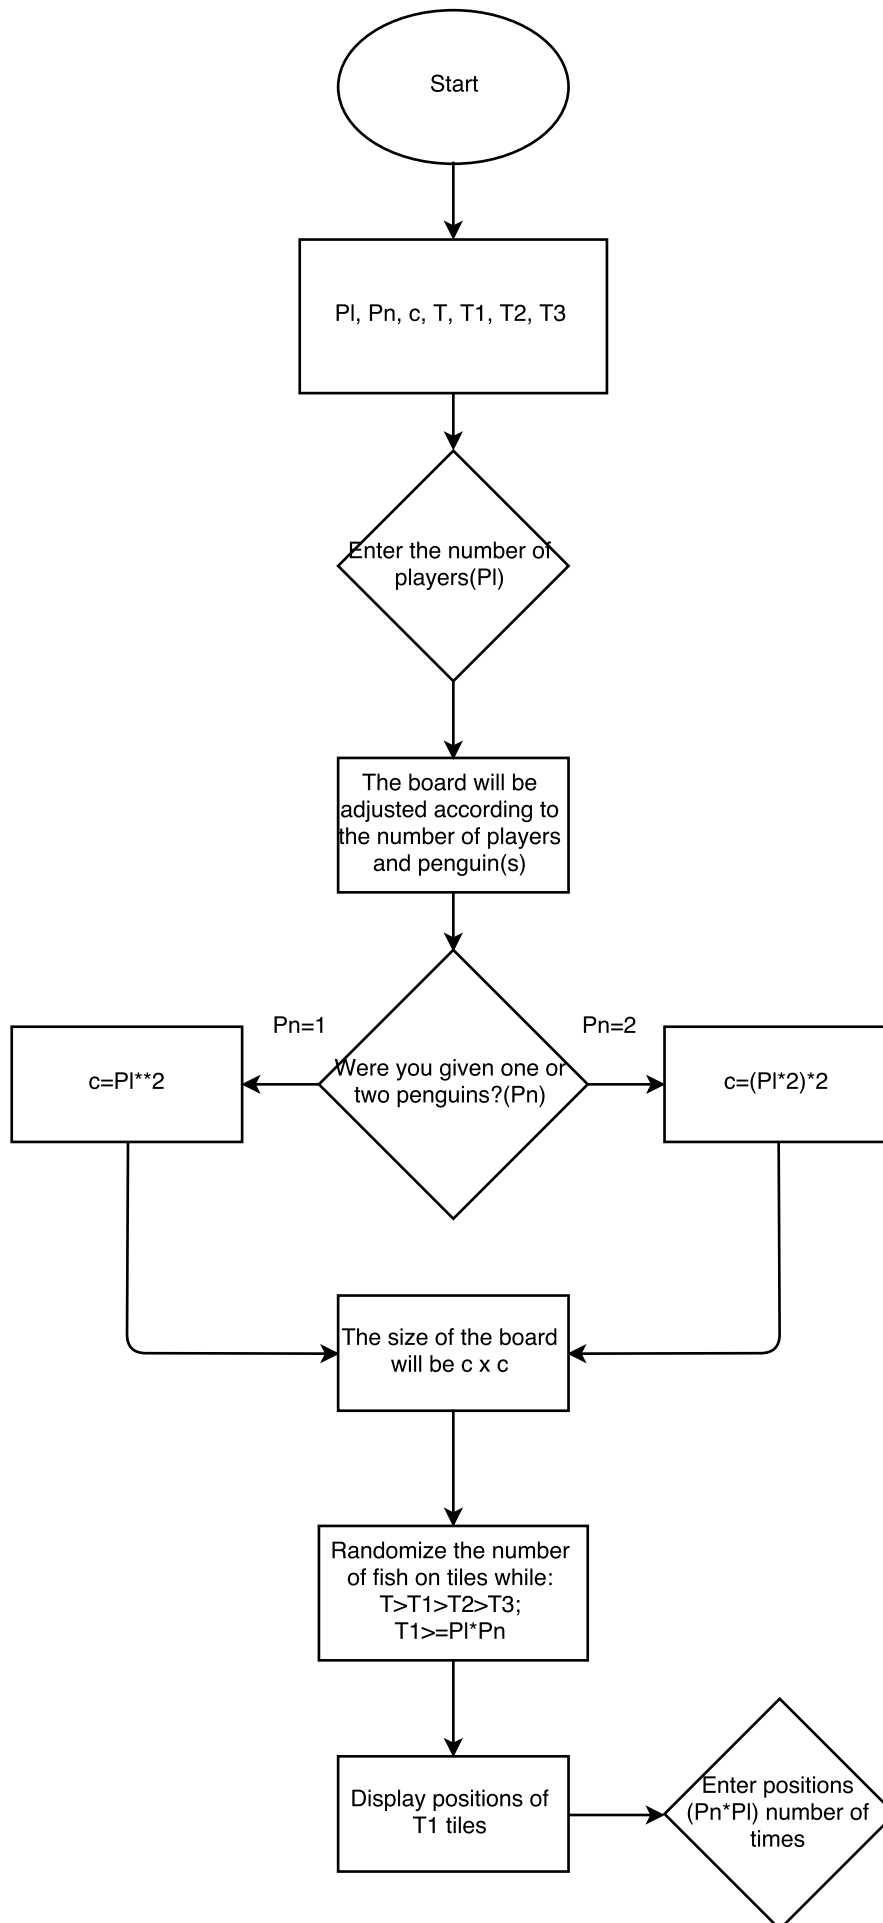 Start
Pl, Pn, c, T, T1, T2, T3
Enter the number of
players(Pl)
The board will be
adjusted according to
the number of players
and penguin(s)
Pn=1
Pn=2
c=Pl**2
Were you given one or
two penguins?(Pn)
c=(Pl*2)*2
The size of the board
will be c x c
Randomize the number
of fish on tiles while:
T>T1>T2>T3;
T1>=Pl*Pn
Display positions of
T1 tiles
Enter positions
(Pn*Pl) number of
times